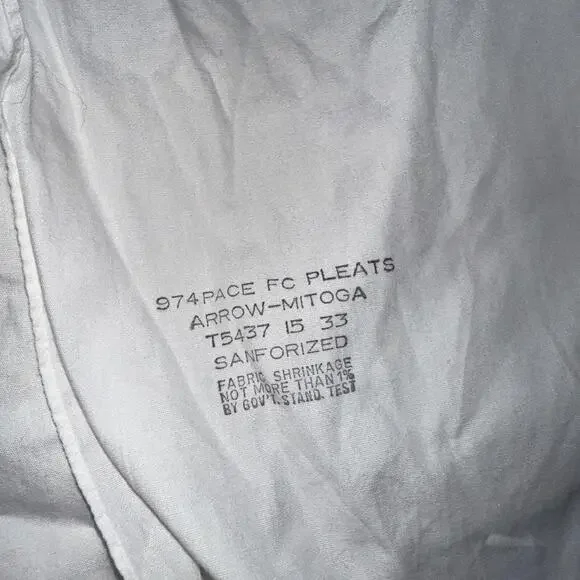 974PACE FC PLEATS
ARROW-MITOGA
T5437 15 33
SANFORIZED
FABRIC SHRINKAGE
NOT MORE THAN 1%
BY GOV'T. STAND. TEST